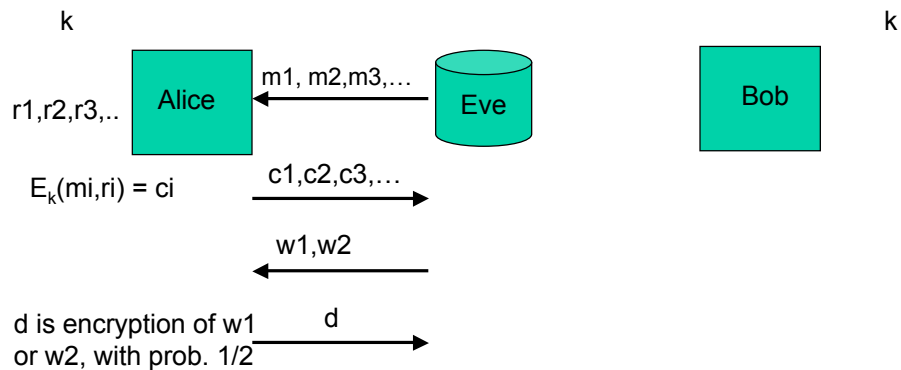 k
k
Alice
m1, m2,m3,…
Eve
Bob
r1,r2,r3,..
Ek(mi,ri) = ci
c1,c2,c3,…
w1,w2
d is encryption of w1
or w2, with prob. 1/2
d